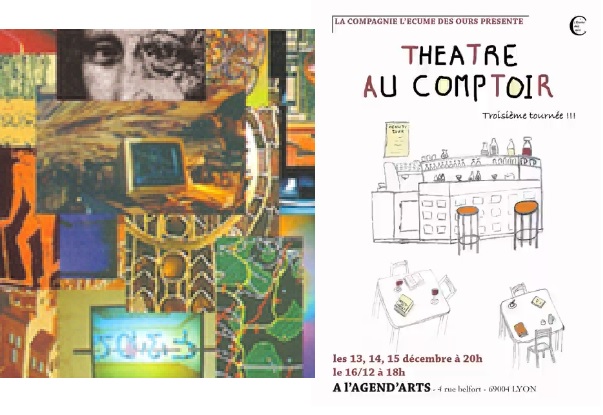 LA COMPAGNIE L'ECUME DES OURS PRESENTE
THEATRE
AU COMPTOIR
Troisième tournée !!!
les 13, 14, 15 décembre à 20h
le 16/12 à 18h
A l'AGEND'ARTS - 4 rue belfort - 69004 LYON